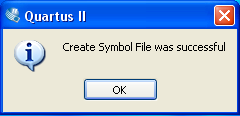 Quartus II
Create Symbol File was successful
OK